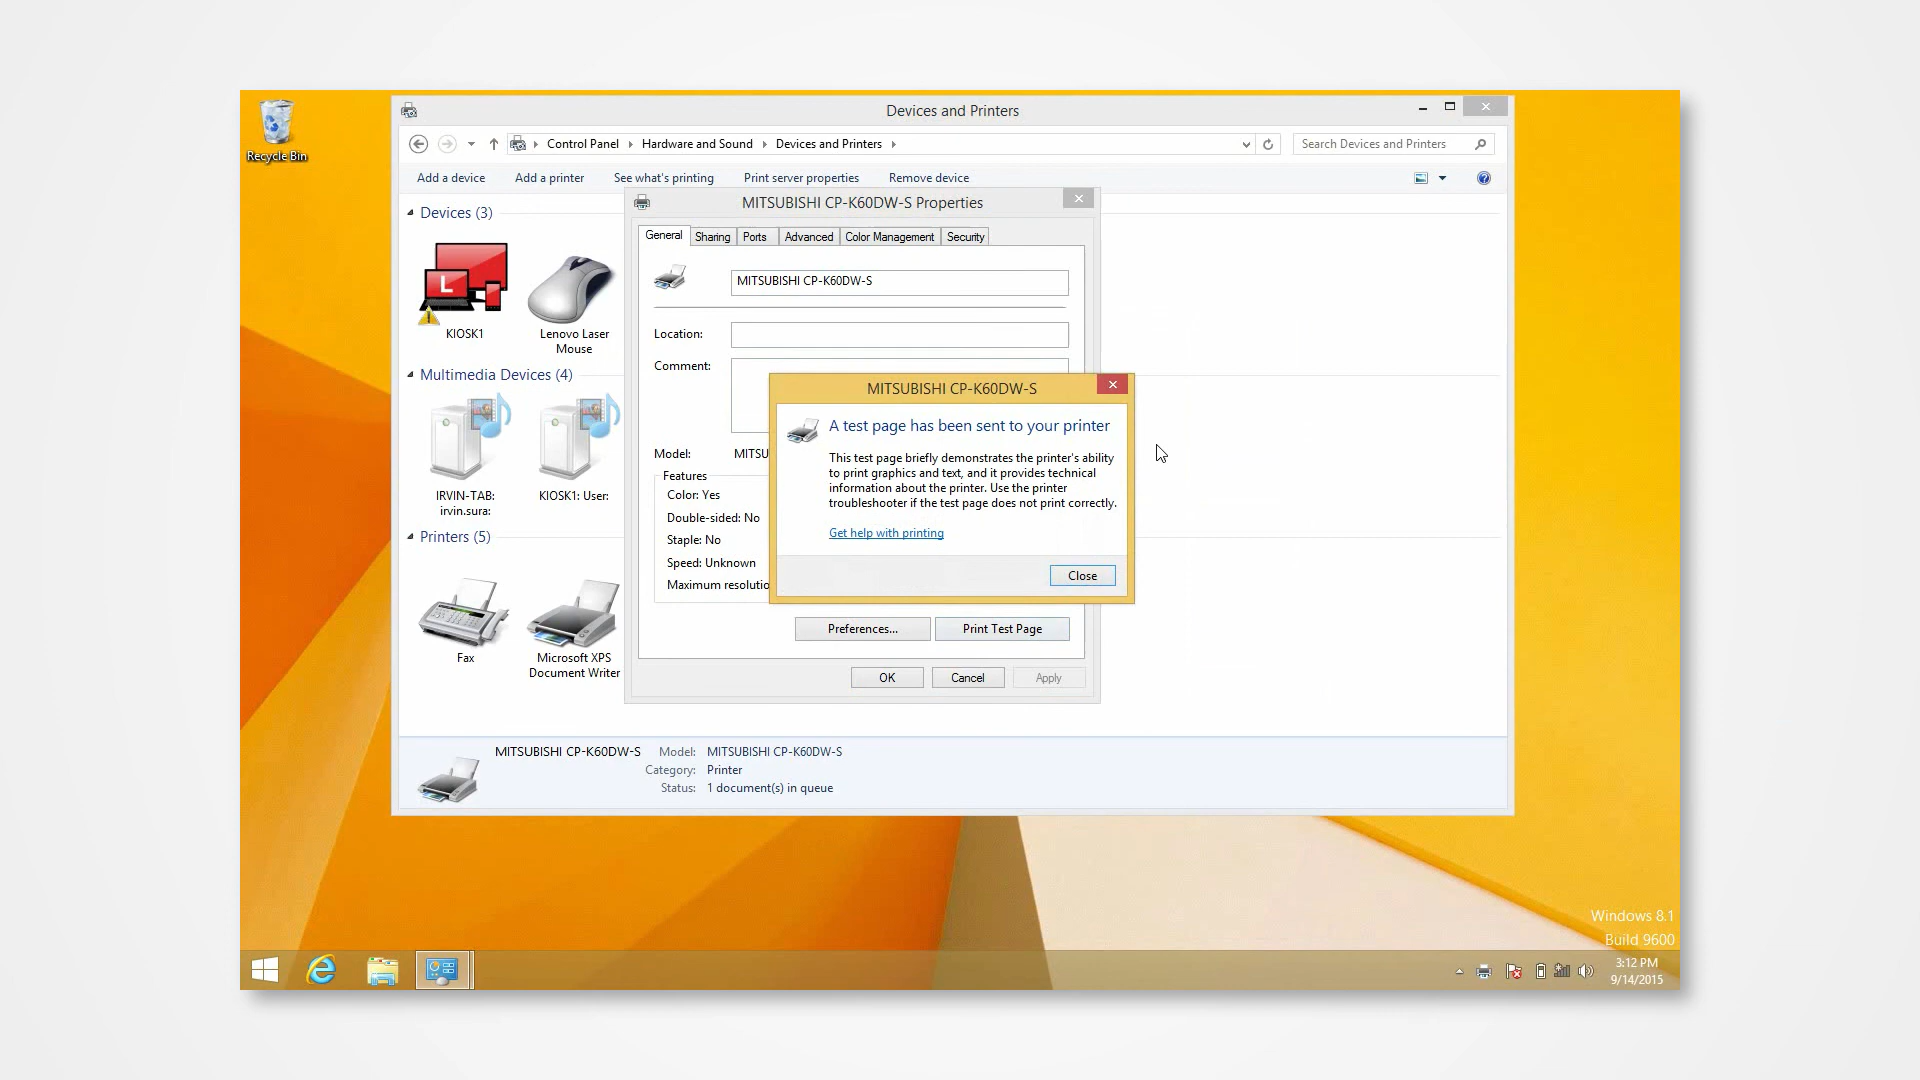 Recycle Bin
Devices and Printers
Control Panel
Hardware and Sound
Devices and Printers
Search Devices and Printers
Add a device
Add a printer
See what's printing
Print server properties
Remove device
Devices (3)
L
KIOSK1
Lenovo Laser
Mouse
Multimedia Devices (4)
IRVIN-TAB:
irvin.sura:
KIOSK1: User:
Printers (5)
Fax
Microsoft XPS
Document Writer
MITSUBISHI CP-K60DW-S Properties
General
Sharing
Ports
Advanced
Color Management
Security
MITSUBISHI CP-K60DW-S
Location:
Comment:
Model: MITSU
Features
Color: Yes
Double-sided: No
Staple: No
Speed: Unknown
Maximum resolutio
Preferences...
Print Test Page
OK
Cancel
Apply
MITSUBISHI CP-K60DW-S
A test page has been sent to your printer
This test page briefly demonstrates the printer's ability
to print graphics and text, and it provides technical
information about the printer. Use the printer
troubleshooter if the test page does not print correctly.
Get help with printing
Close
MITSUBISHI CP-K60DW-S
Model: MITSUBISHI CP-K60DW-S
Category: Printer
Status: 1 document(s) in queue
Windows 8.1
Build 9600
3:12 PM
9/14/2015